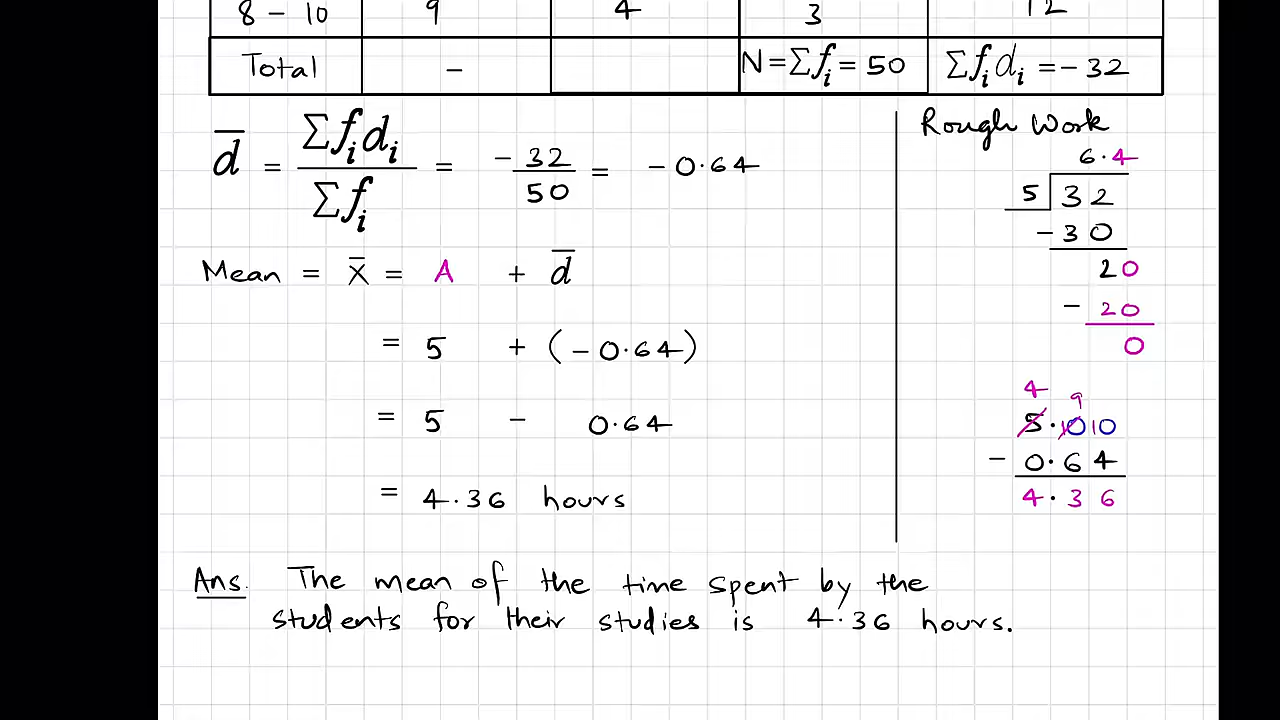 8 - 10 9 4 3 12
Total - N = Σfi = 50 Σfidi = -32
d̅ = Σfidi / Σfi = -32 / 50 = -0.64
Mean = x̅ = A + d̅
= 5 + (-0.64)
= 5 - 0.64
= 4.36 hours
Rough Work
6.4
5 32
- 30
20
- 20
0
4 9
5.1010
- 0.64
4.36
Ans. The mean of the time spent by the
students for their studies is 4.36 hours.